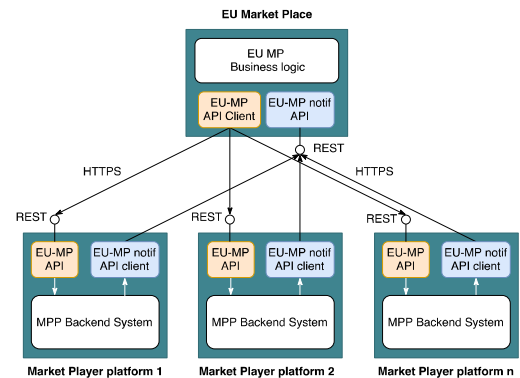 EU Market Place
EU MP
Business logic
EU-MP
API Client
EU-MP notif
API
REST
HTTPS
HTTPS
REST
REST
REST
EU-MP
API
EU-MP notif
API client
EU-MP
API
EU-MP notif
API client
EU-MP
API
EU-MP notif
API client
MPP Backend System
MPP Backend System
MPP Backend System
Market Player platform 1
Market Player platform 2
Market Player platform n